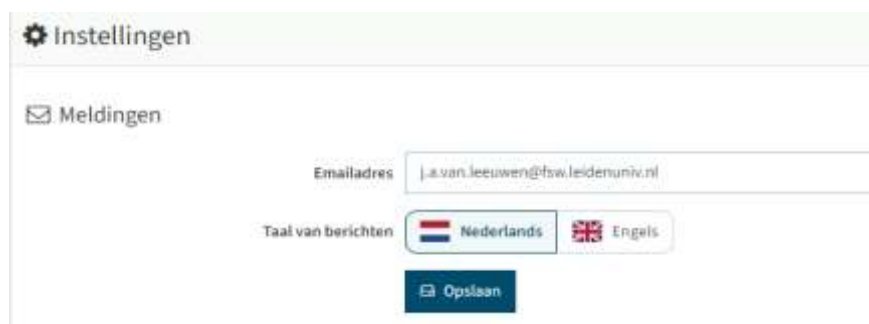 Instellingen
Meldingen
Emailadres j.a.van.leeuwen@fsw.leidenuniv.nl
Taal van berichten Nederlands Engels
Opslaan